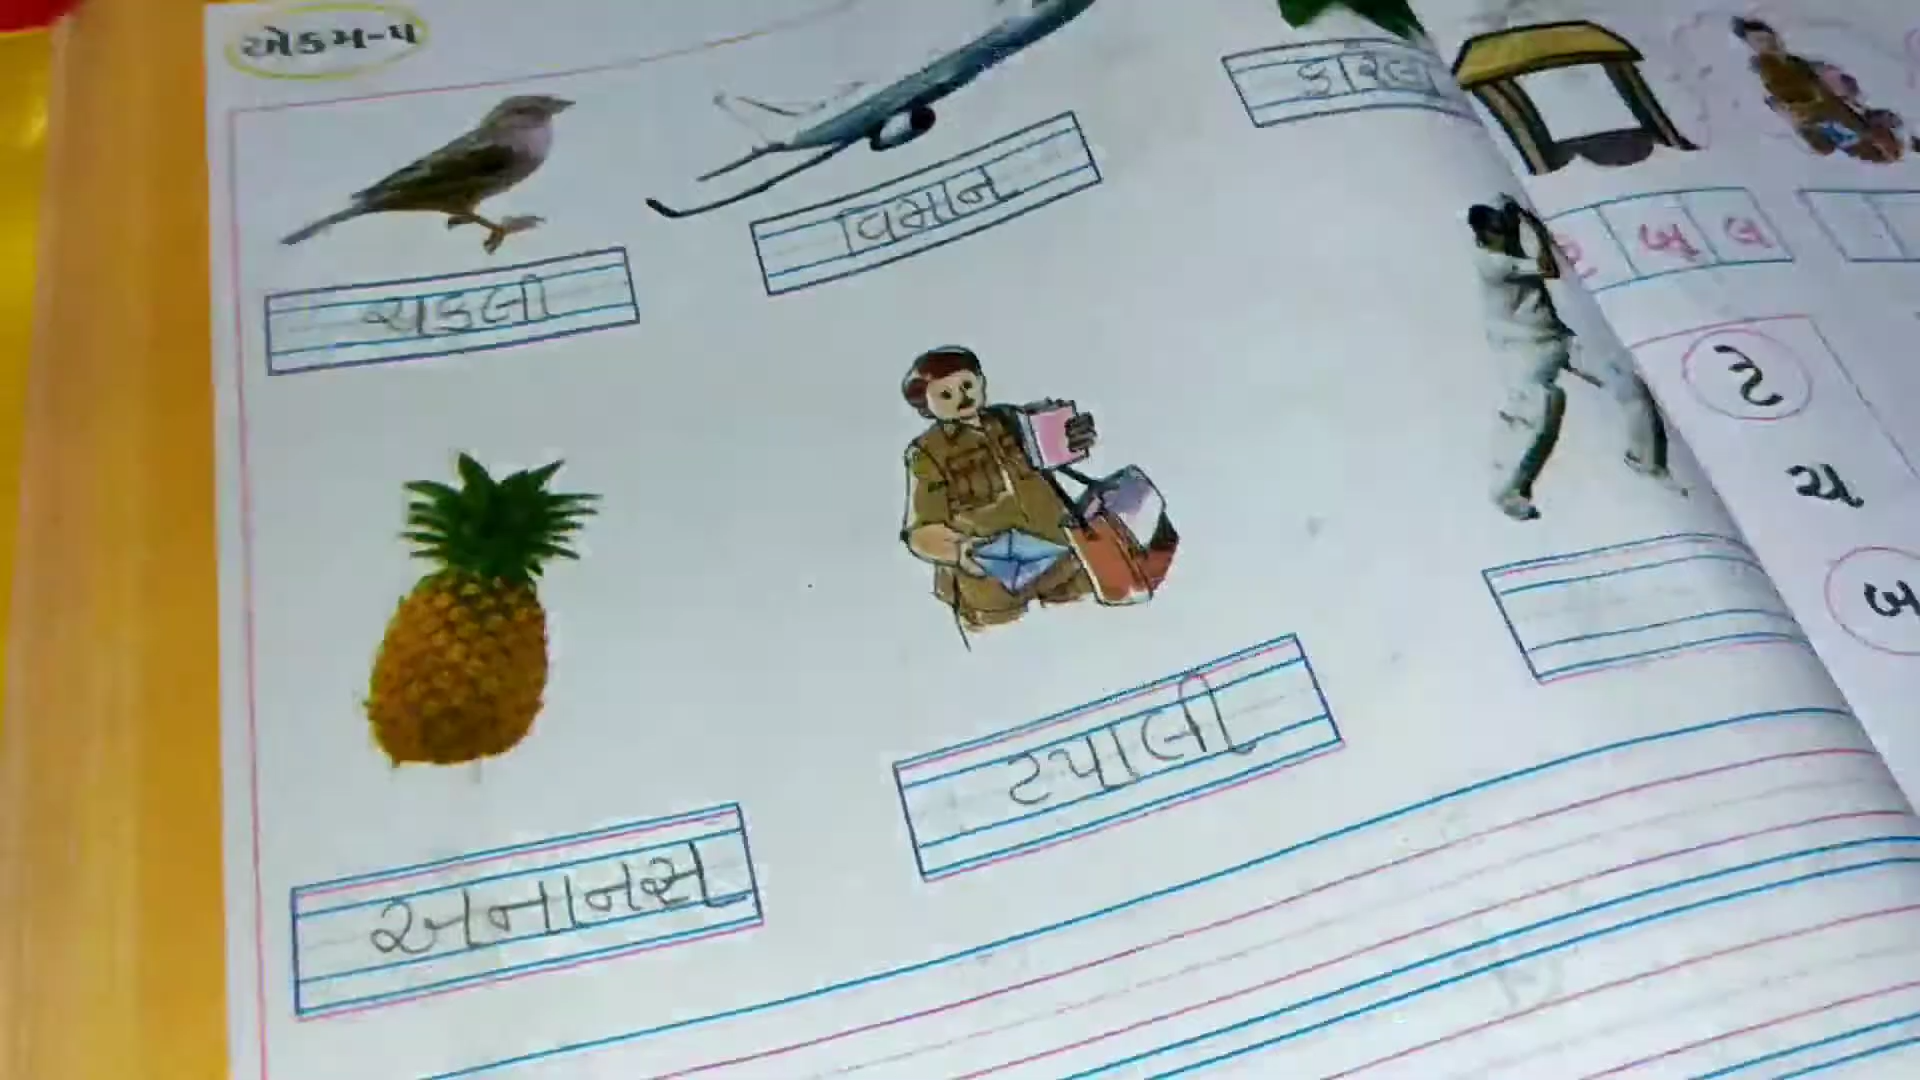 એકમ-૫
ચકલી
વિમાન
અનાનસ
ટપાલી
ખ
લ
ચ